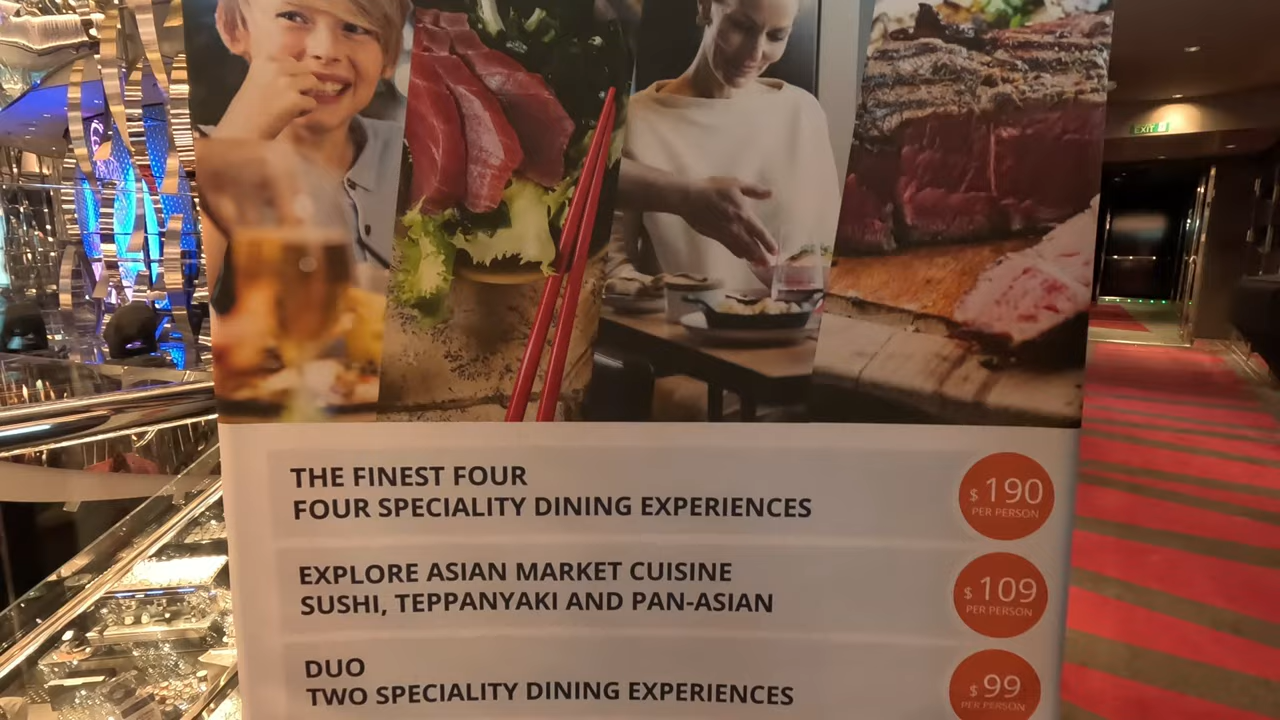 EXIT
THE FINEST FOUR
FOUR SPECIALITY DINING EXPERIENCES
$ 190
PER PERSON
EXPLORE ASIAN MARKET CUISINE
SUSHI, TEPPANYAKI AND PAN-ASIAN
$ 109
PER PERSON
DUO
TWO SPECIALITY DINING EXPERIENCES
$ 99
PER PERSON